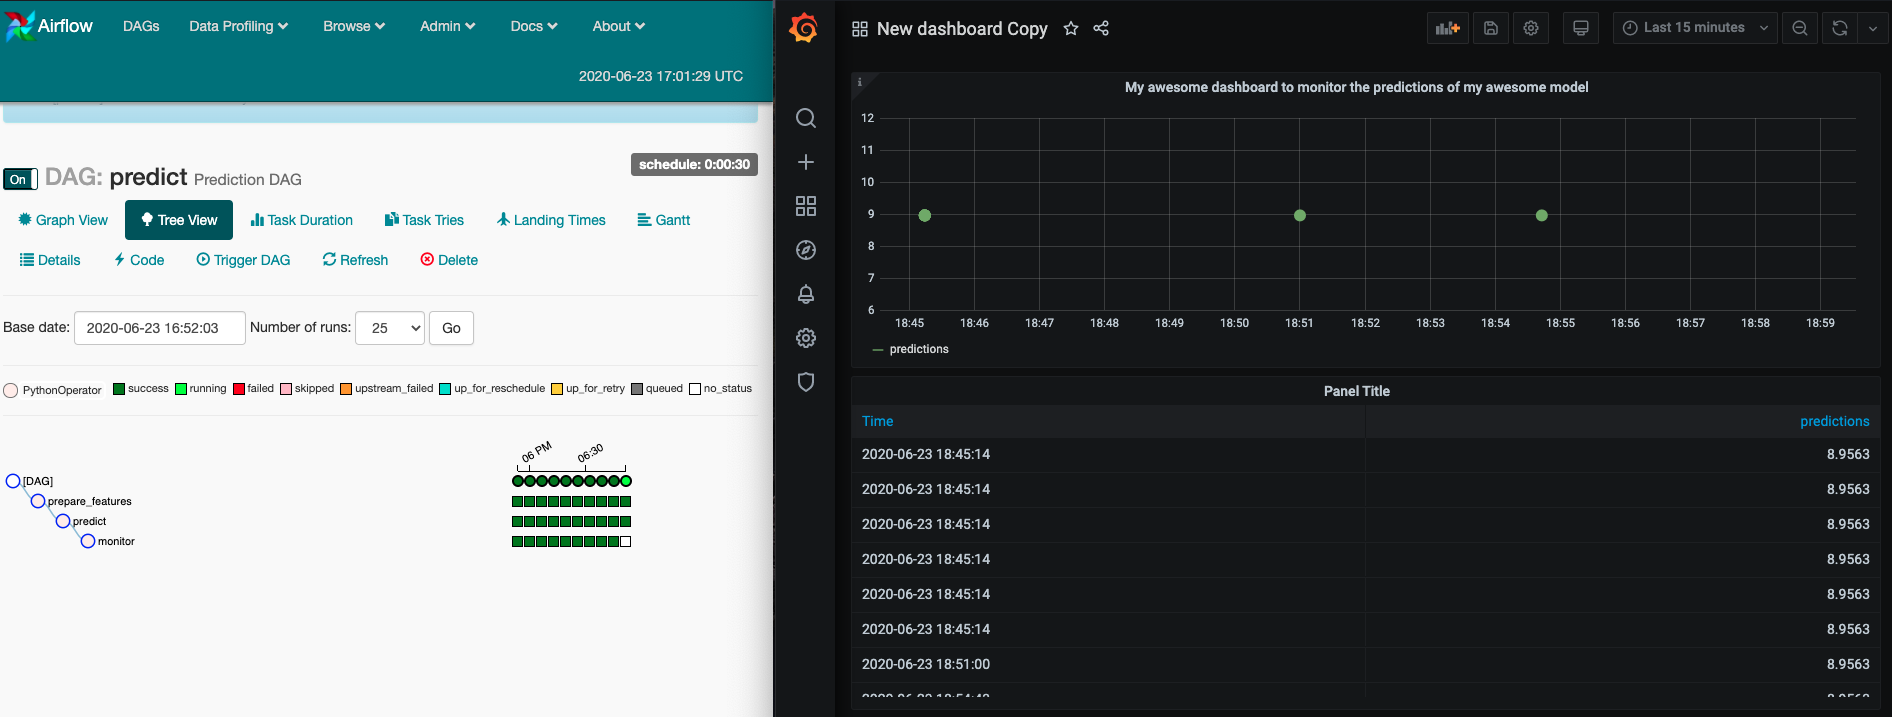 Airflow DAGs Data Profiling Browse Admin Docs About
2020-06-23 17:01:29 UTC
schedule: 0:00:30
On DAG: predict Prediction DAG
Graph View Tree View Task Duration Task Tries Landing Times Gantt
Details Code Trigger DAG Refresh Delete
Base date: 2020-06-23 16:52:03 Number of runs: 25 Go
PythonOperator success running failed skipped upstream_failed up_for_reschedule up_for_retry queued no_status
06 PM 06:30
[DAG]
prepare_features
predict
monitor
New dashboard Copy Last 15 minutes
My awesome dashboard to monitor the predictions of my awesome model
12
11
10
9
8
7
6
18:45 18:46 18:47 18:48 18:49 18:50 18:51 18:52 18:53 18:54 18:55 18:56 18:57 18:58 18:59
predictions
Panel Title
Time predictions
2020-06-23 18:45:14 8.9563
2020-06-23 18:45:14 8.9563
2020-06-23 18:45:14 8.9563
2020-06-23 18:45:14 8.9563
2020-06-23 18:45:14 8.9563
2020-06-23 18:45:14 8.9563
2020-06-23 18:51:00 8.9563